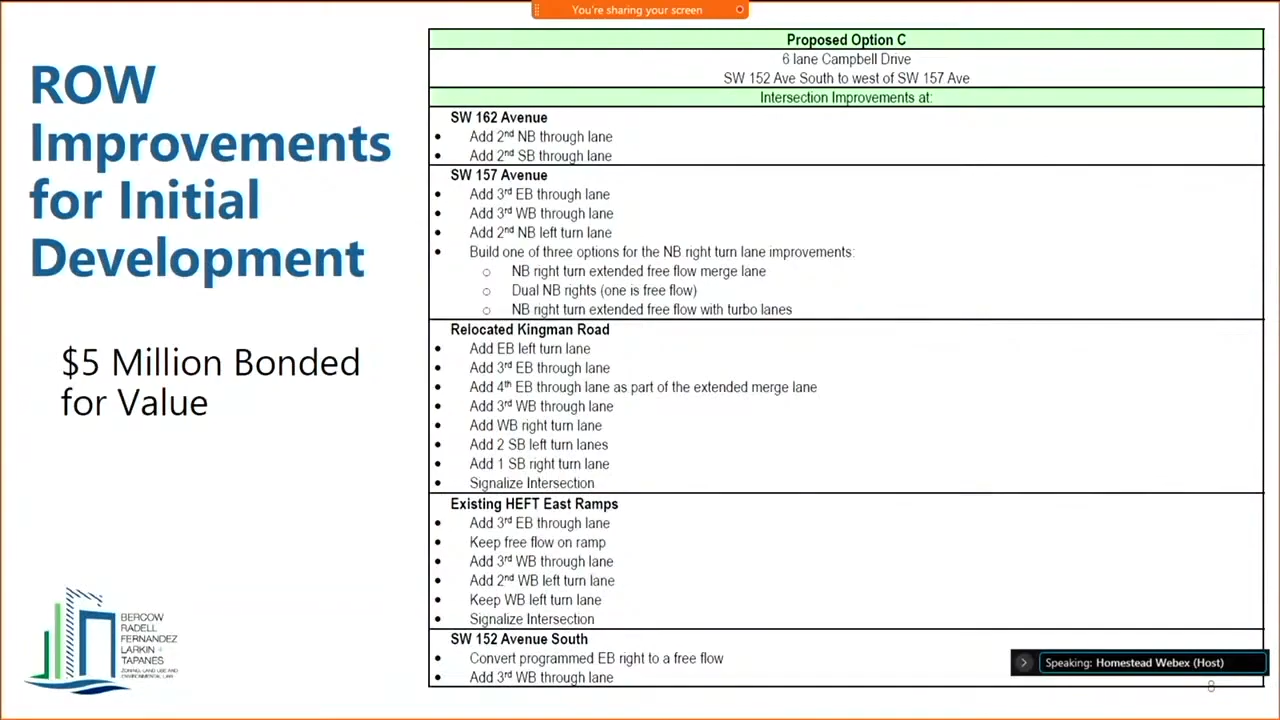 You're sharing your screen
ROW
Improvements
for Initial
Development
$5 Million Bonded
for Value
Proposed Option C
6 lane Campbell Drive
SW 152 Ave South to west of SW 157 Ave
Intersection Improvements at:
SW 162 Avenue
• Add 2nd NB through lane
• Add 2nd SB through lane
SW 157 Avenue
• Add 3rd EB through lane
• Add 3rd WB through lane
• Add 2nd NB left turn lane
• Build one of three options for the NB right turn lane improvements:
○ NB right turn extended free flow merge lane
○ Dual NB rights (one is free flow)
○ NB right turn extended free flow with turbo lanes
Relocated Kingman Road
• Add EB left turn lane
• Add 3rd EB through lane
• Add 4th EB through lane as part of the extended merge lane
• Add 3rd WB through lane
• Add WB right turn lane
• Add 2 SB left turn lanes
• Add 1 SB right turn lane
• Signalize Intersection
Existing HEFT East Ramps
• Add 3rd EB through lane
• Keep free flow on ramp
• Add 3rd WB through lane
• Add 2nd WB left turn lane
• Keep WB left turn lane
• Signalize Intersection
SW 152 Avenue South
• Convert programmed EB right to a free flow
• Add 3rd WB through lane
BERCOW
RADELL
FERNANDEZ
LARKIN +
TAPANES
ZONING, LAND USE AND
ENVIRONMENTAL LAW
Speaking: Homestead Webex (Host)
8